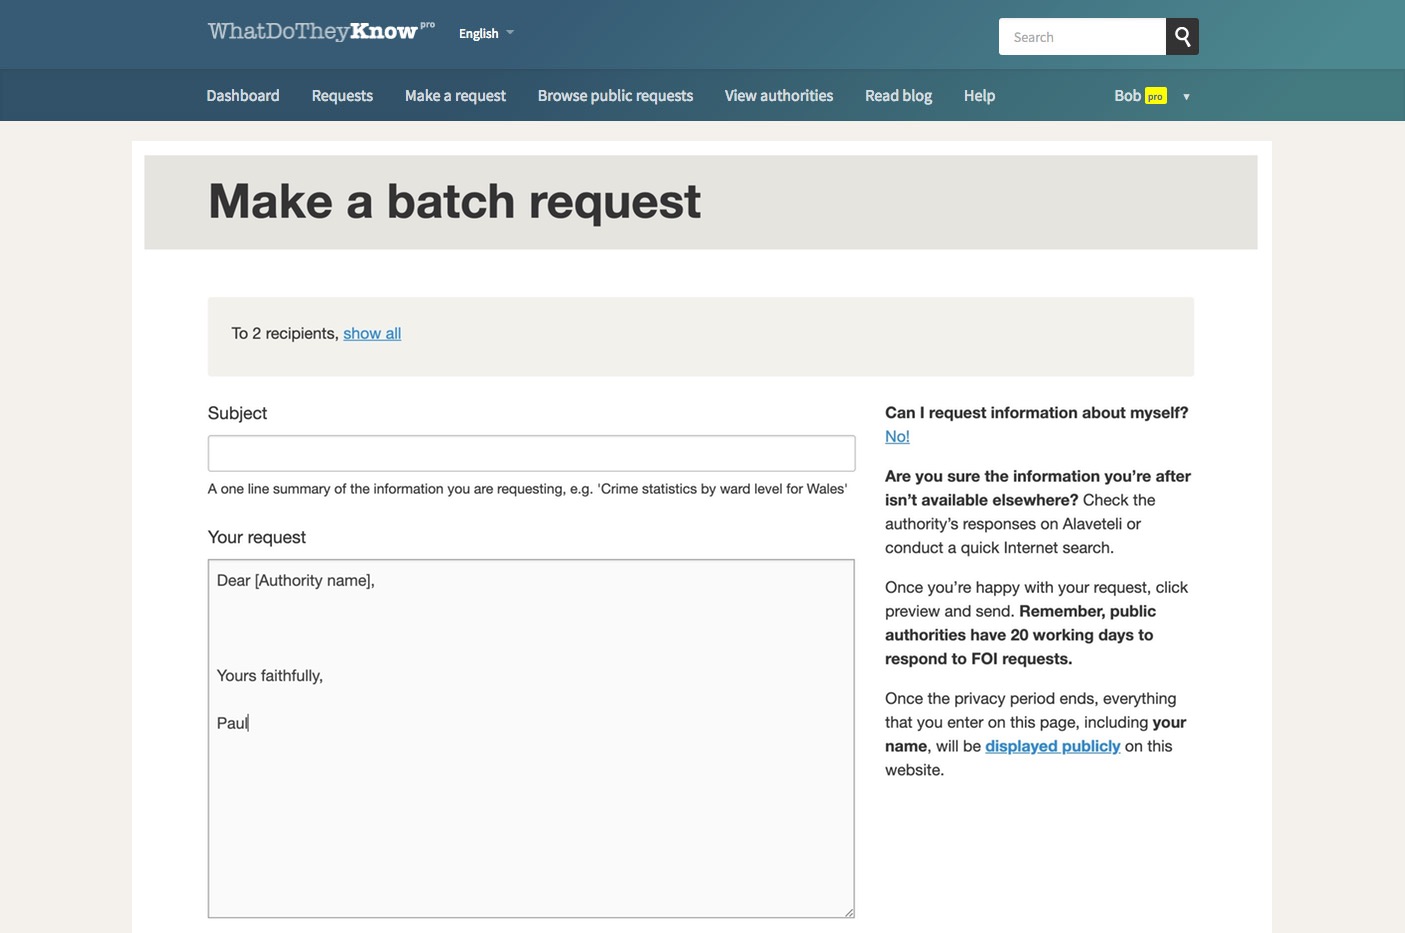 WhatDoTheyKnow pro
English
Search
Dashboard
Requests
Make a request
Browse public requests
View authorities
Read blog
Help
Bob pro
Make a batch request
To 2 recipients, show all
Subject
A one line summary of the information you are requesting, e.g. 'Crime statistics by ward level for Wales'
Your request
Dear [Authority name],
Yours faithfully,
Paul
Can I request information about myself?
No!
Are you sure the information you’re after
isn’t available elsewhere? Check the
authority’s responses on Alaveteli or
conduct a quick Internet search.
Once you’re happy with your request, click
preview and send. Remember, public
authorities have 20 working days to
respond to FOI requests.
Once the privacy period ends, everything
that you enter on this page, including your
name, will be displayed publicly on this
website.